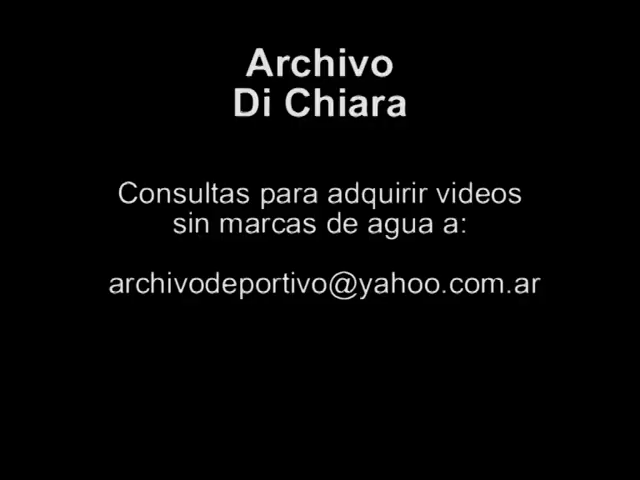 Archivo
Di Chiara
Consultas para adquirir videos
sin marcas de agua a:
archivodeportivo@yahoo.com.ar